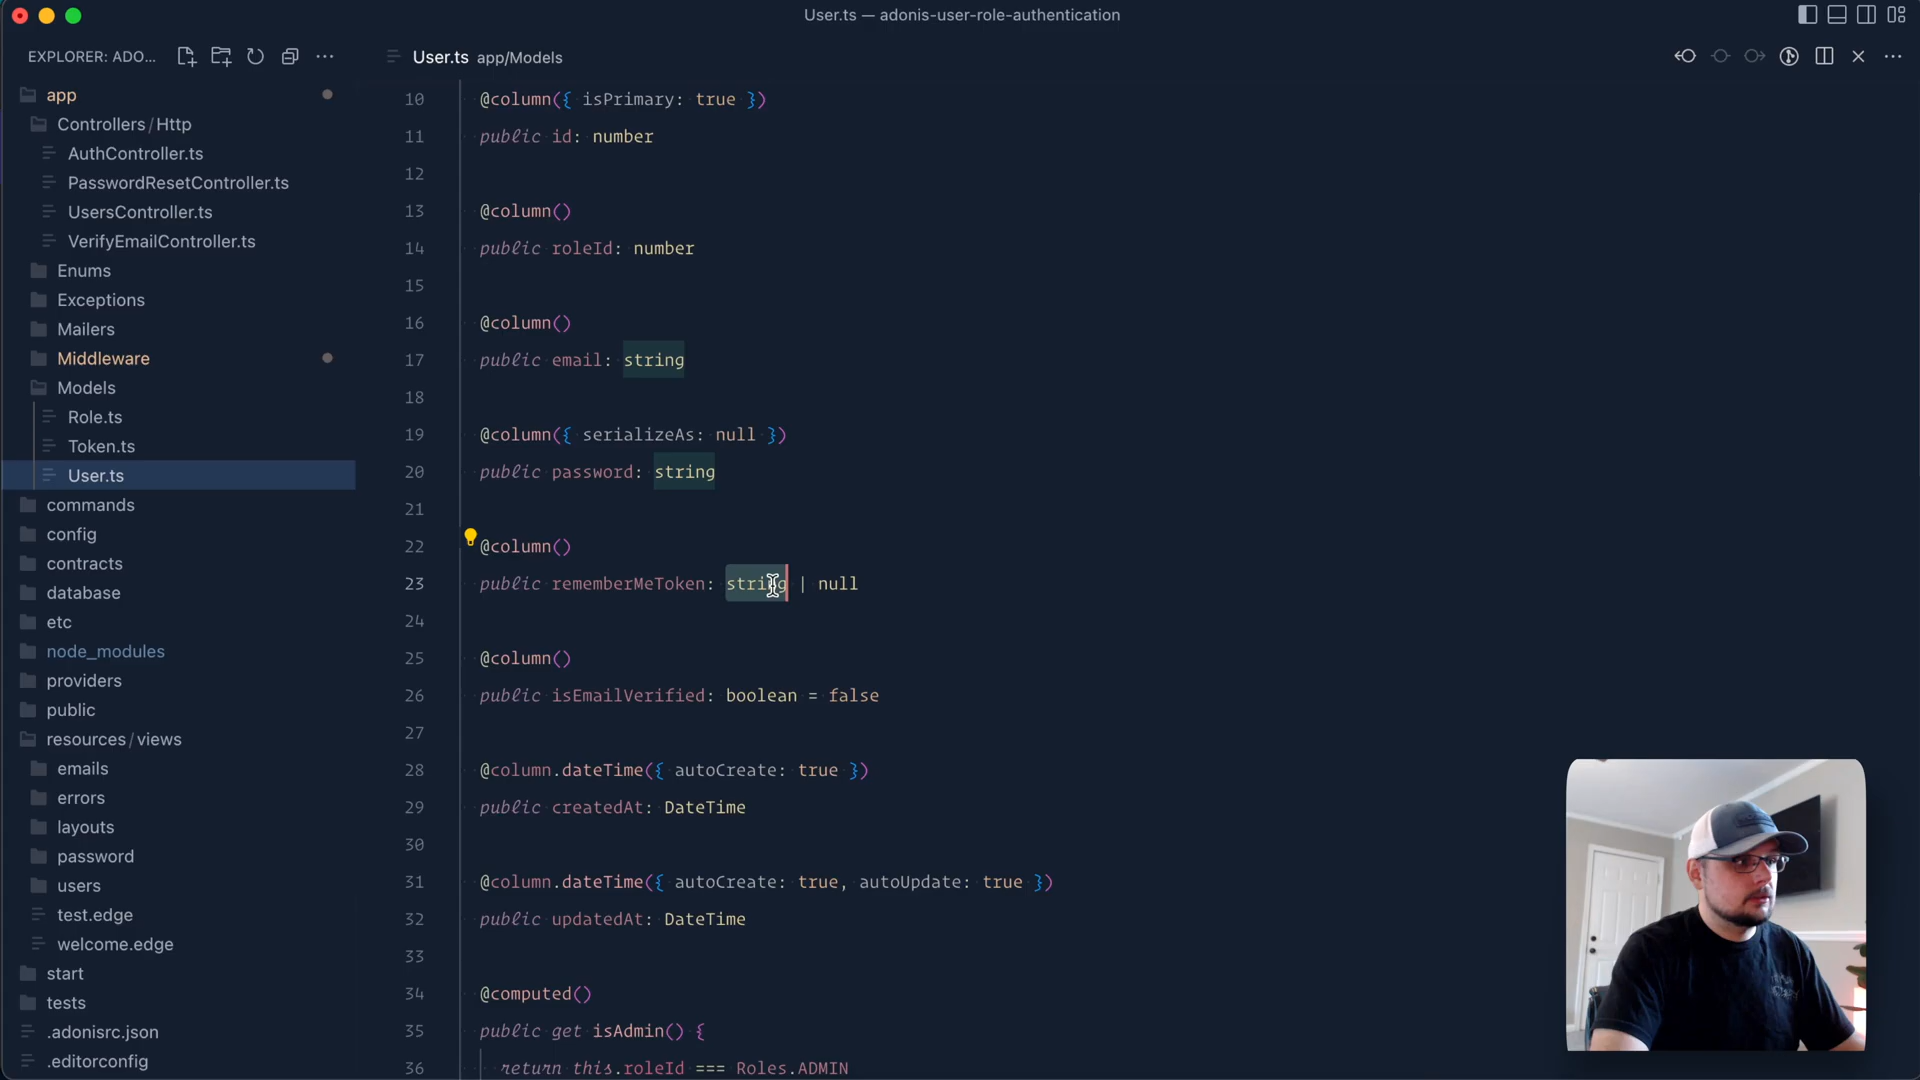 User.ts — adonis-user-role-authentication
EXPLORER: ADO...
app
Controllers/Http
AuthController.ts
PasswordResetController.ts
UsersController.ts
VerifyEmailController.ts
Enums
Exceptions
Mailers
Middleware
Models
Role.ts
Token.ts
User.ts
commands
config
contracts
database
etc
node_modules
providers
public
resources/views
emails
errors
layouts
password
users
test.edge
welcome.edge
start
tests
.adonisrc.json
.editorconfig
User.ts app/Models
10 @column({ isPrimary: true })
11 public id: number
12
13 @column()
14 public roleId: number
15
16 @column()
17 public email: string
18
19 @column({ serializeAs: null })
20 public password: string
21
22 @column()
23 public rememberMeToken: string | null
24
25 @column()
26 public isEmailVerified: boolean = false
27
28 @column.dateTime({ autoCreate: true })
29 public createdAt: DateTime
30
31 @column.dateTime({ autoCreate: true, autoUpdate: true })
32 public updatedAt: DateTime
33
34 @computed()
35 public get isAdmin() {
36 return this.roleId === Roles.ADMIN